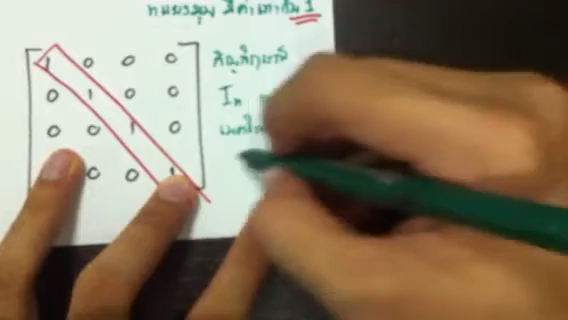 ทแยงมุม มีค่าเท่ากับ 1
1 0 0 0 สัญลักษณ์
0 1 0 0 In
0 0 1 0
0 0 1